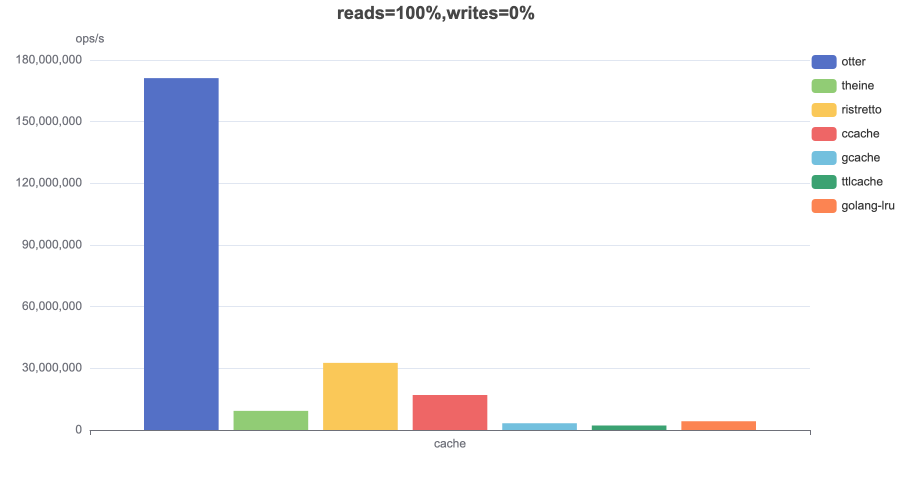 reads=100%,writes=0%
ops/s
180,000,000
150,000,000
120,000,000
90,000,000
60,000,000
30,000,000
0
cache
otter
theine
ristretto
ccache
gcache
ttlcache
golang-lru